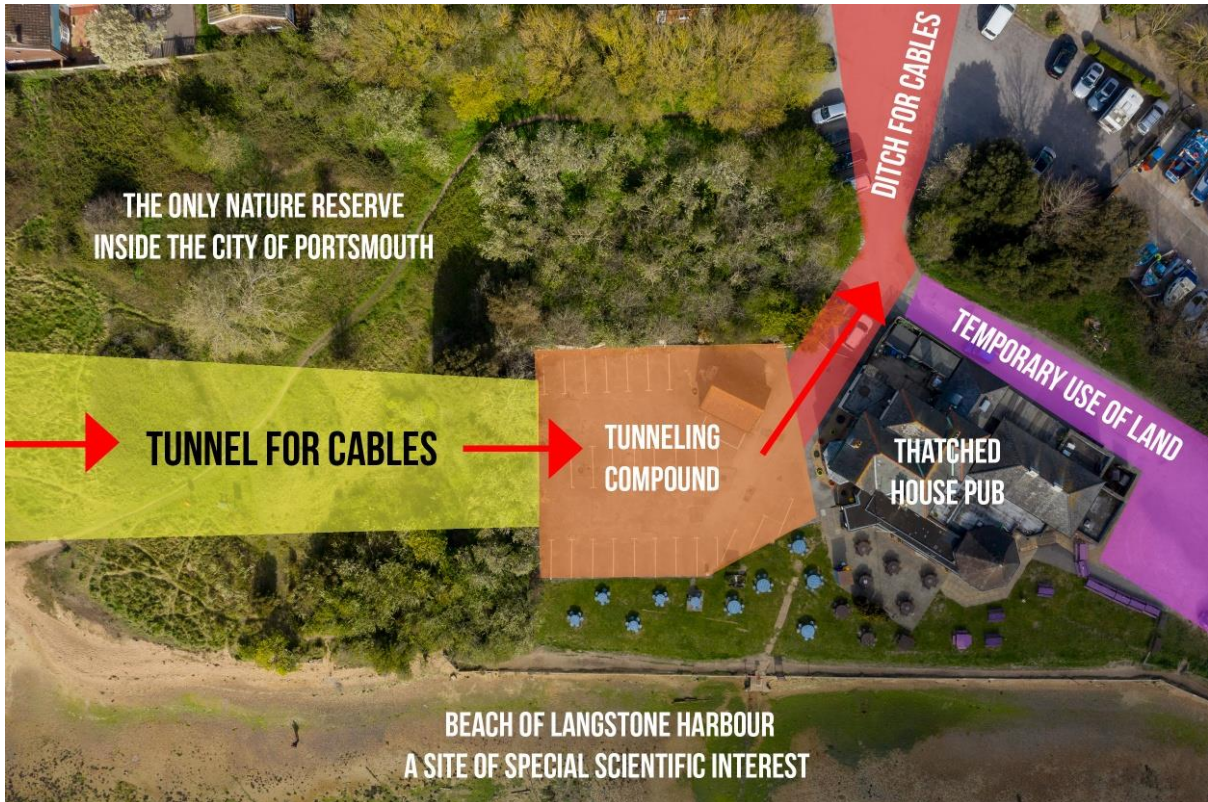 DITCH FOR CABLES
THE ONLY NATURE RESERVE
INSIDE THE CITY OF PORTSMOUTH
TEMPORARY USE OF LAND
TUNNEL FOR CABLES
TUNNELING
COMPOUND
THATCHED
HOUSE PUB
BEACH OF LANGSTONE HARBOUR
A SITE OF SPECIAL SCIENTIFIC INTEREST